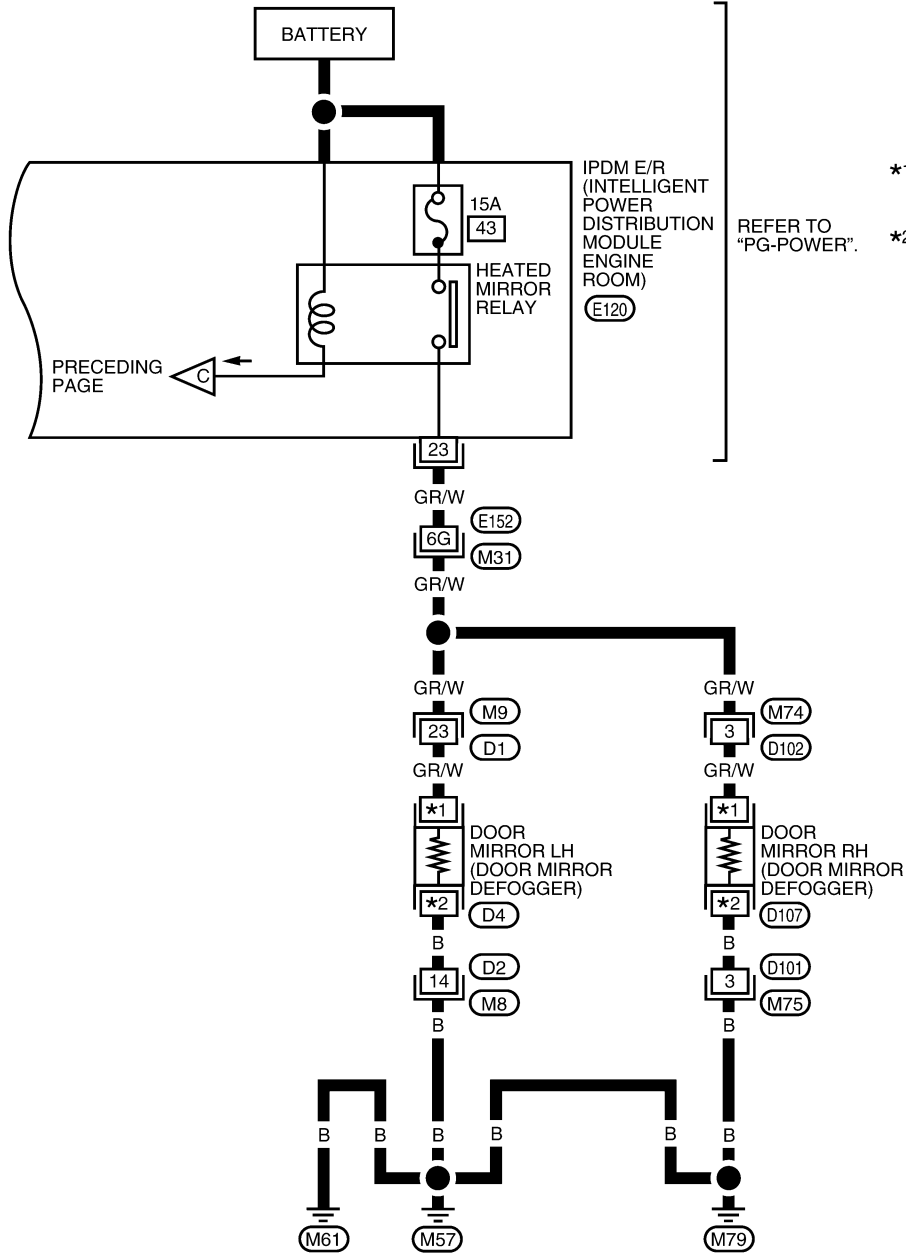 BATTERY
IPDM E/R
(INTELLIGENT
POWER
DISTRIBUTION
MODULE
ENGINE
ROOM)
E120
REFER TO
"PG-POWER".
*1
*2
15A
43
HEATED
MIRROR
RELAY
PRECEDING
PAGE
C
23
GR/W
6G
E152
M31
GR/W
GR/W
GR/W
23
M9
D1
3
M74
D102
GR/W
GR/W
*1
*1
DOOR
MIRROR LH
(DOOR MIRROR
DEFOGGER)
DOOR
MIRROR RH
(DOOR MIRROR
DEFOGGER)
*2
D4
*2
D107
B
B
14
D2
M8
3
D101
M75
B
B
B
B
B
B
B
B
M61
M57
M79